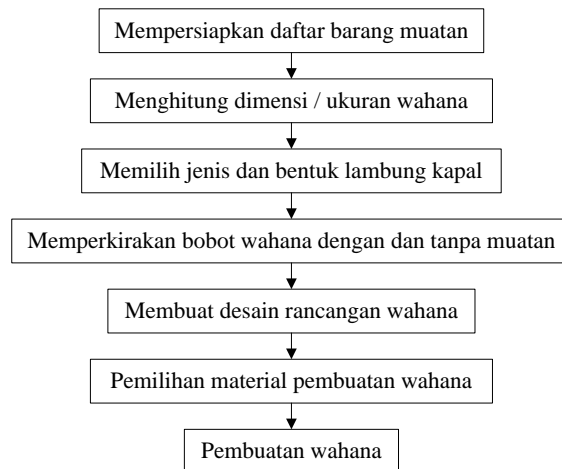 Mempersiapkan daftar barang muatan
Menghitung dimensi / ukuran wahana
Memilih jenis dan bentuk lambung kapal
Memperkirakan bobot wahana dengan dan tanpa muatan
Membuat desain rancangan wahana
Pemilihan material pembuatan wahana
Pembuatan wahana